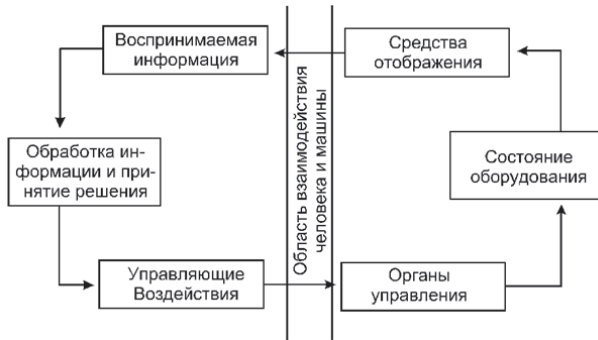 Воспринимаемая
информация
Средства
отображения
Обработка ин-
формации и при-
нятие решения
Область взаимодействия
человека и машины
Состояние
оборудования
Управляющие
Воздействия
Органы
управления